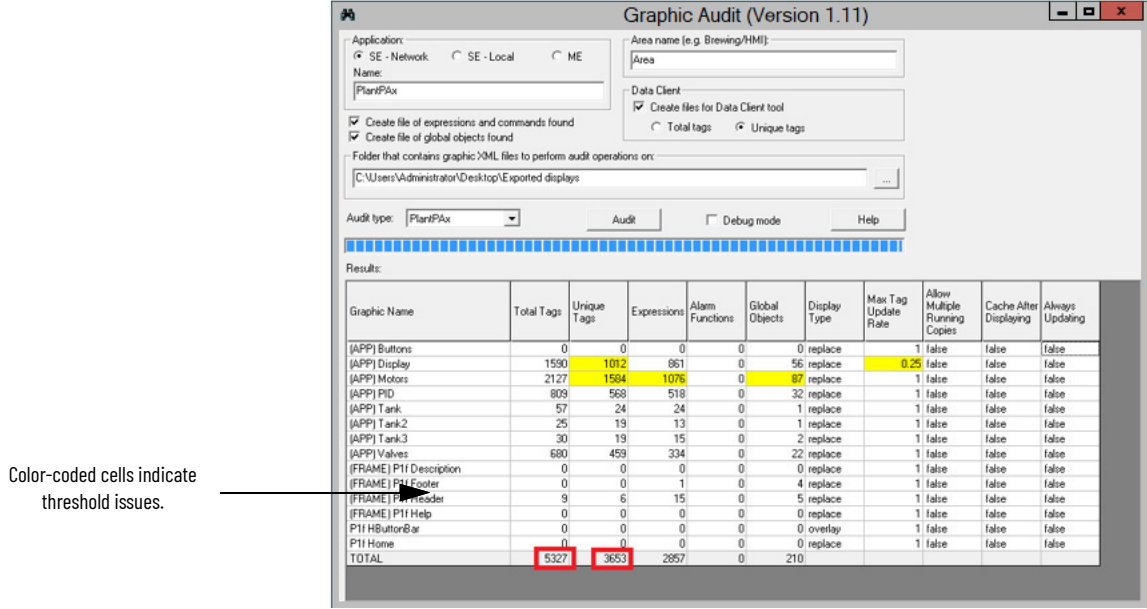 Graphic Audit (Version 1.11)
Application:
SE - Network SE - Local ME
Name:
PlantPAx
Area name (e.g. Brewing/HMI):
Area
Data Client
Create files for Data Client tool
Total tags Unique tags
Create file of expressions and commands found
Create file of global objects found
Folder that contains graphic XML files to perform audit operations on:
C:\Users\Administrator\Desktop\Exported displays
...
Audit type: PlantPAx Audit Debug mode Help
Results:
Graphic Name Total Tags Unique Tags Expressions Alarm Functions Global Objects Display Type Max Tag Update Rate Allow Multiple Running Copies Cache After Displaying Always Updating
(APP) Buttons 0 0 0 0 0 replace 1 false false false
(APP) Display 1590 1012 861 0 56 replace 0.25 false false false
(APP) Motors 2127 1584 1076 0 87 replace 1 false false false
(APP) PID 809 568 518 0 32 replace 1 false false false
(APP) Tank 57 24 24 0 1 replace 1 false false false
(APP) Tank2 25 19 13 0 1 replace 1 false false false
(APP) Tank3 30 19 15 0 2 replace 1 false false false
(APP) Valves 680 459 334 0 22 replace 1 false false false
(FRAME) P1f Description 0 0 0 0 0 replace 1 false false false
(FRAME) P1f Footer 0 0 1 0 4 replace 1 false false false
(FRAME) P1f Header 9 6 15 0 5 replace 1 false false false
(FRAME) P1f Help 0 0 0 0 0 replace 1 false false false
P1f HButtonBar 0 0 0 0 0 overlay 1 false false false
P1f Home 0 0 0 0 0 replace 1 false false false
TOTAL 5327 3653 2857 0 210
Color-coded cells indicate
threshold issues.